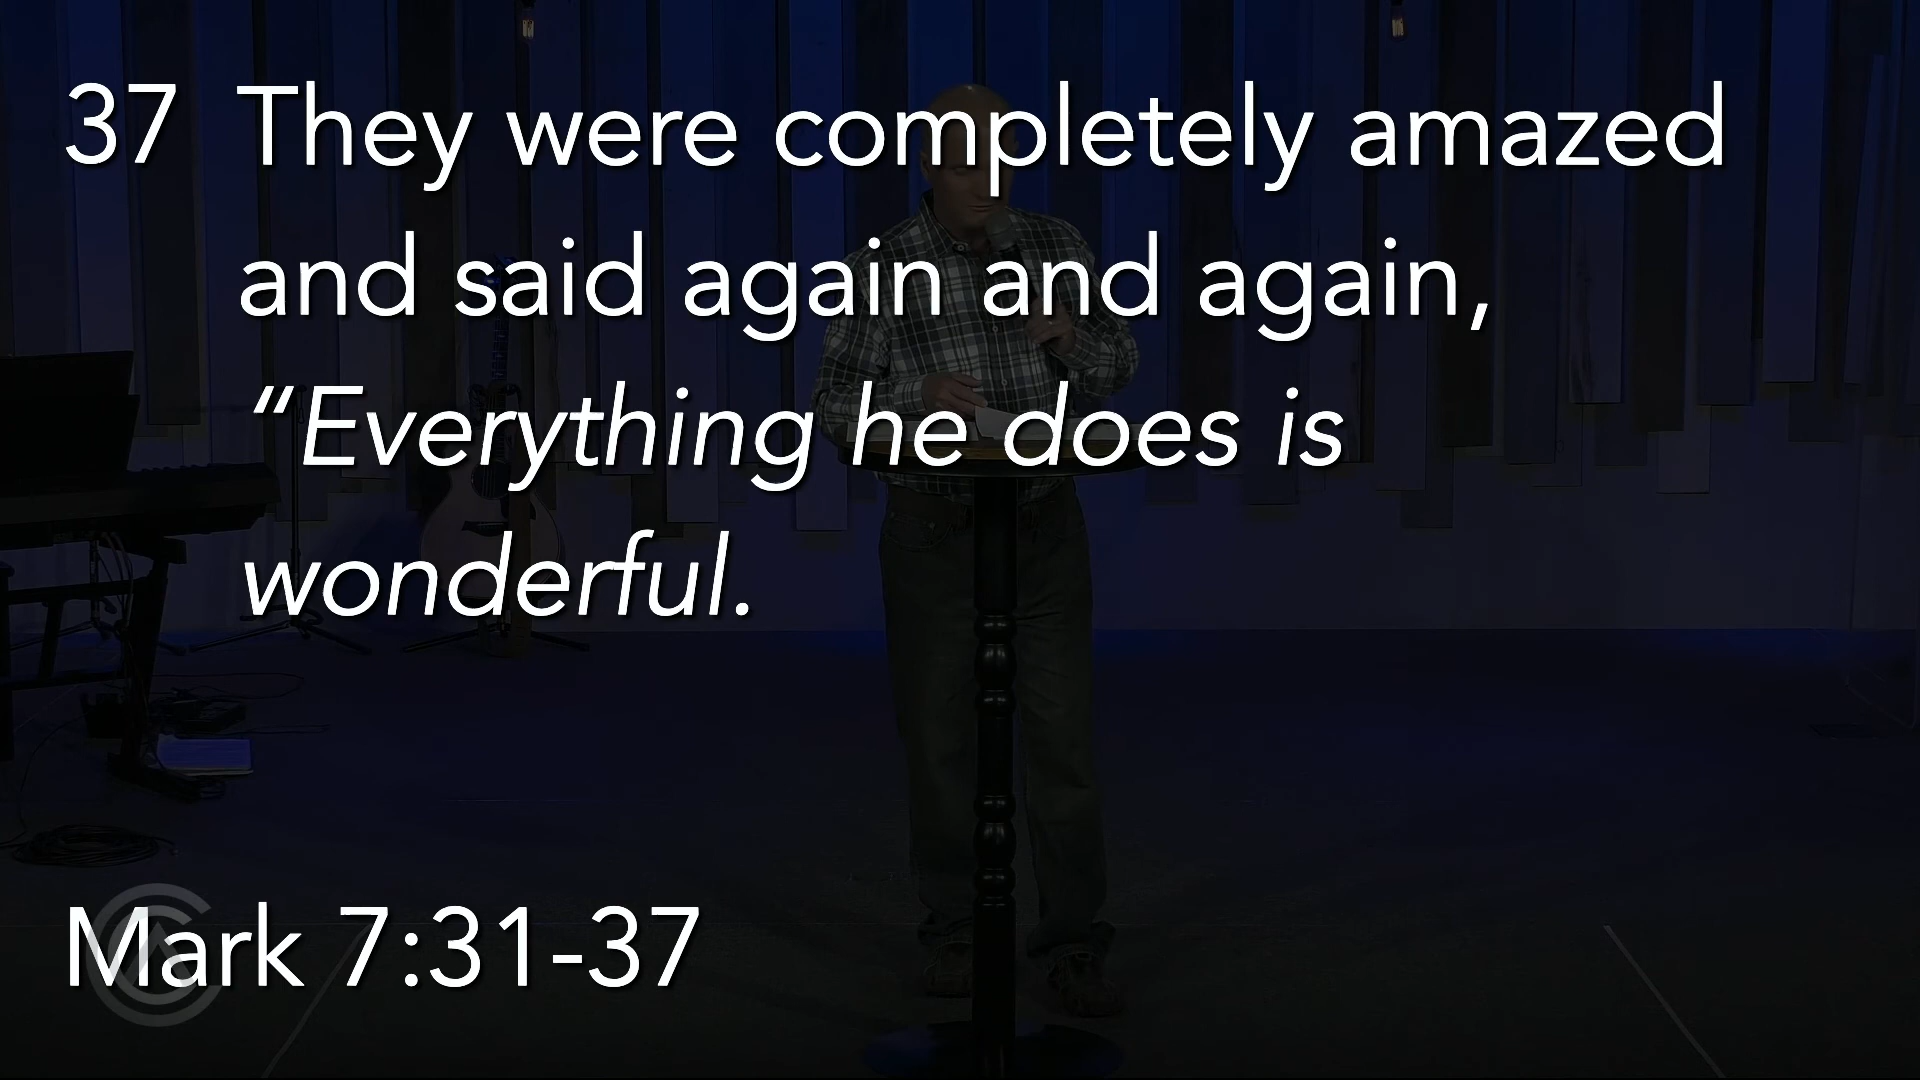 37 They were completely amazed
and said again and again,
“Everything he does is
wonderful.
Mark 7:31-37